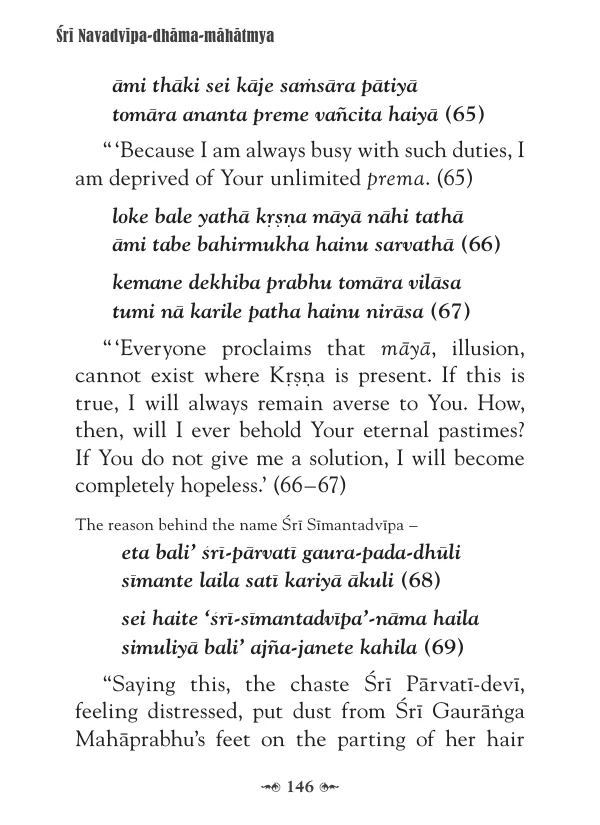 Śrī Navadvīpa-dhāma-māhātmya
āmi thāki sei kāje saṁsāra pātiyā
tomāra ananta preme vañcita haiyā (65)
“ ‘Because I am always busy with such duties, I
am deprived of Your unlimited prema. (65)
loke bale yathā kṛṣṇa māyā nāhi tathā
āmi tabe bahirmukha hainu sarvathā (66)
kemane dekhiba prabhu tomāra vilāsa
tumi nā karile patha hainu nirāsa (67)
“ ‘Everyone proclaims that māyā, illusion,
cannot exist where Kṛṣṇa is present. If this is
true, I will always remain averse to You. How,
then, will I ever behold Your eternal pastimes?
If You do not give me a solution, I will become
completely hopeless.’ (66–67)
The reason behind the name Śrī Sīmantadvīpa –
eta bali’ śrī-pārvatī gaura-pada-dhūli
sīmante laila satī kariyā ākuli (68)
sei haite ‘śrī-sīmantadvīpa’-nāma haila
simuliyā bali’ ajña-janete kahila (69)
“Saying this, the chaste Śrī Pārvatī-devī,
feeling distressed, put dust from Śrī Gaurāṅga
Mahāprabhu’s feet on the parting of her hair
146